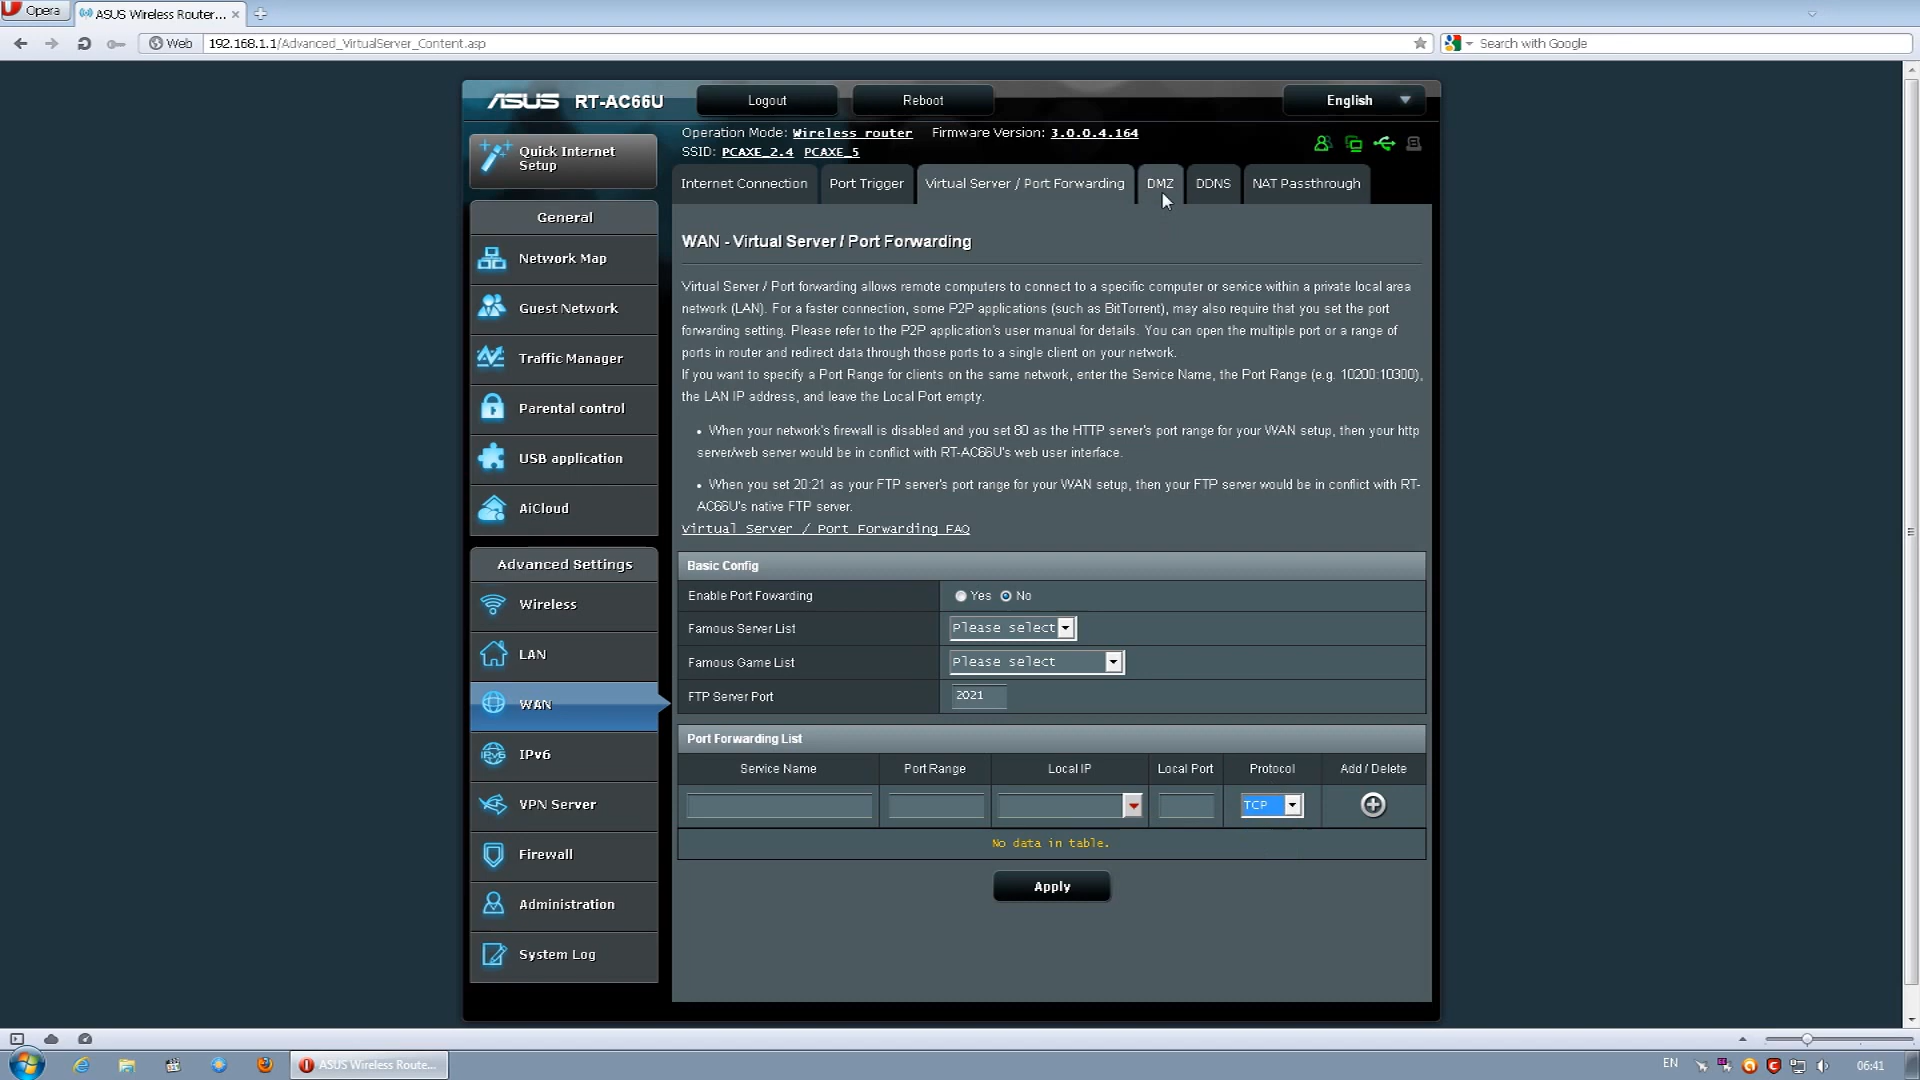 Opera
ASUS Wireless Router...
Web
192.168.1.1/Advanced_VirtualServer_Content.asp
Search with Google
ASUS RT-AC66U
Logout
Reboot
English
Operation Mode: Wireless router Firmware Version: 3.0.0.4.164
SSID: PCAXE_2.4 PCAXE_5
Quick Internet
Setup
General
Network Map
Guest Network
Traffic Manager
Parental control
USB application
AiCloud
Advanced Settings
Wireless
LAN
WAN
IPv6
IPv6
VPN Server
Firewall
Administration
System Log
Internet Connection
Port Trigger
Virtual Server / Port Forwarding
DMZ
DDNS
NAT Passthrough
WAN - Virtual Server / Port Forwarding
Virtual Server / Port forwarding allows remote computers to connect to a specific computer or service within a private local area
network (LAN). For a faster connection, some P2P applications (such as BitTorrent), may also require that you set the port
forwarding setting. Please refer to the P2P application's user manual for details. You can open the multiple port or a range of
ports in router and redirect data through those ports to a single client on your network.
If you want to specify a Port Range for clients on the same network, enter the Service Name, the Port Range (e.g. 10200:10300),
the LAN IP address, and leave the Local Port empty.
• When your network's firewall is disabled and you set 80 as the HTTP server's port range for your WAN setup, then your http
server/web server would be in conflict with RT-AC66U's web user interface.
• When you set 20:21 as your FTP server's port range for your WAN setup, then your FTP server would be in conflict with RT-
AC66U's native FTP server.
Virtual Server / Port Forwarding FAQ
Basic Config
Enable Port Fowarding Yes No
Famous Server List Please select
Famous Game List Please select
FTP Server Port 2021
Port Forwarding List
Service Name Port Range Local IP Local Port Protocol Add / Delete
TCP
No data in table.
Apply
ASUS Wireless Route...
EN
06:41